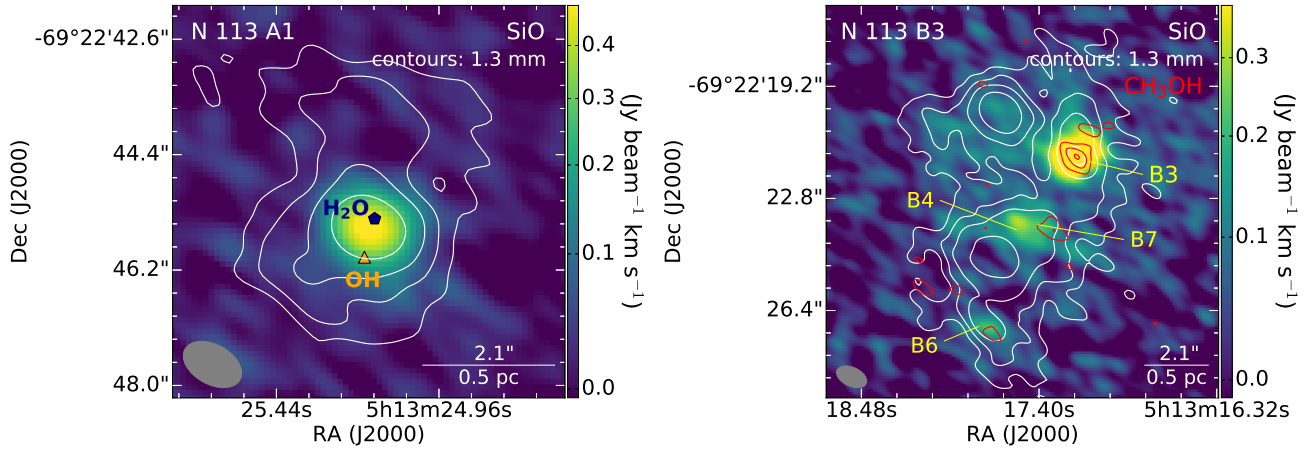 N 113 A1
SiO
contours: 1.3 mm
H₂O
OH
2.1"
0.5 pc
-69°22'42.6"
44.4"
46.2"
48.0"
Dec (J2000)
25.44s
5h13m24.96s
RA (J2000)
0.4
0.3
0.2
0.1
0.0
(Jy beam⁻¹ km s⁻¹)
N 113 B3
SiO
contours: 1.3 mm
CH₃OH
B3
B4
B7
B6
2.1"
0.5 pc
-69°22'19.2"
22.8"
26.4"
Dec (J2000)
18.48s
17.40s
5h13m16.32s
RA (J2000)
0.3
0.2
0.1
0.0
(Jy beam⁻¹ km s⁻¹)